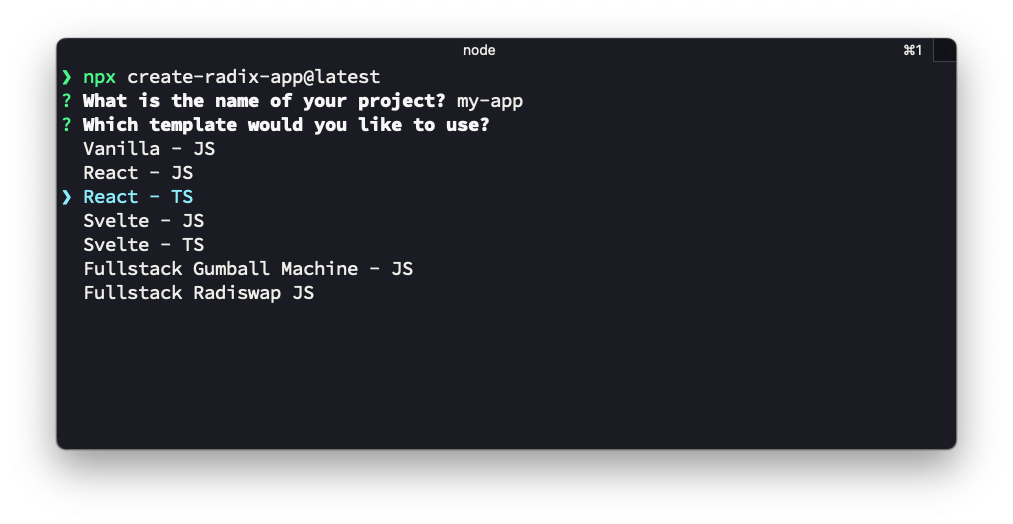 node
⌘1
❯ npx create-radix-app@latest
? What is the name of your project? my-app
? Which template would you like to use?
Vanilla - JS
React - JS
❯ React - TS
Svelte - JS
Svelte - TS
Fullstack Gumball Machine - JS
Fullstack Radiswap JS